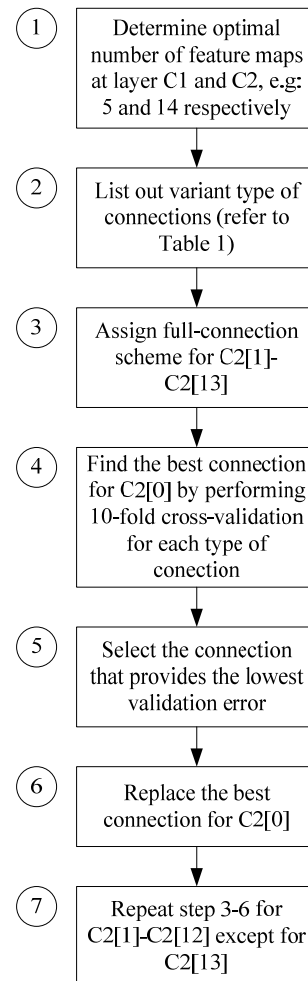 1
Determine optimal
number of feature maps
at layer C1 and C2, e.g:
5 and 14 respectively
2
List out variant type of
connections (refer to
Table 1)
3
Assign full-connection
scheme for C2[1]-
C2[13]
4
Find the best connection
for C2[0] by performing
10-fold cross-validation
for each type of
conection
5
Select the connection
that provides the lowest
validation error
6
Replace the best
connection for C2[0]
7
Repeat step 3-6 for
C2[1]-C2[12] except for
C2[13]